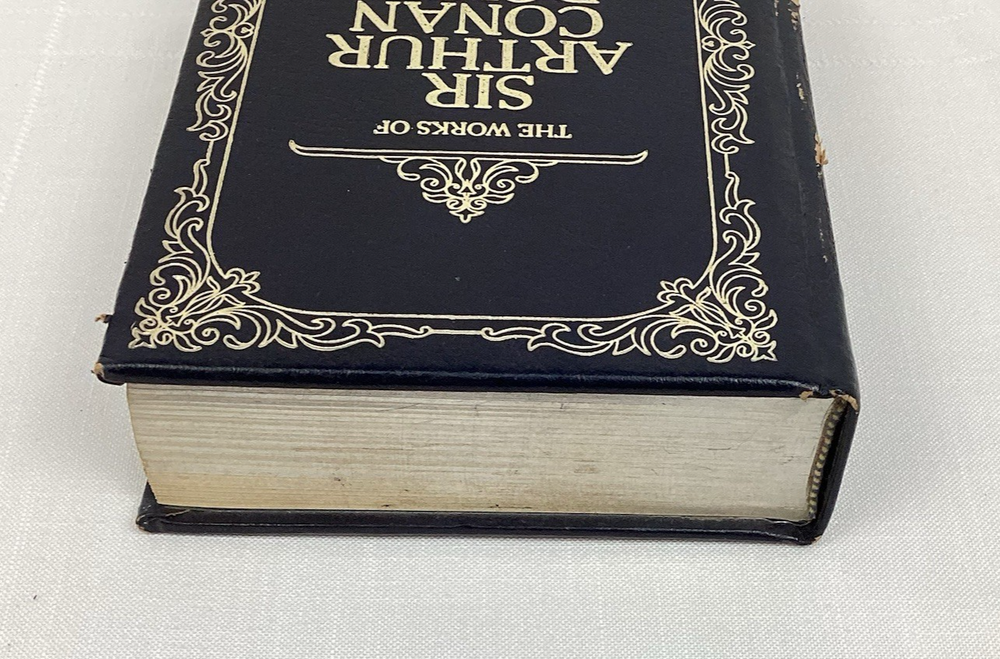 THE WORKS OF
SIR
ARTHUR
CONAN